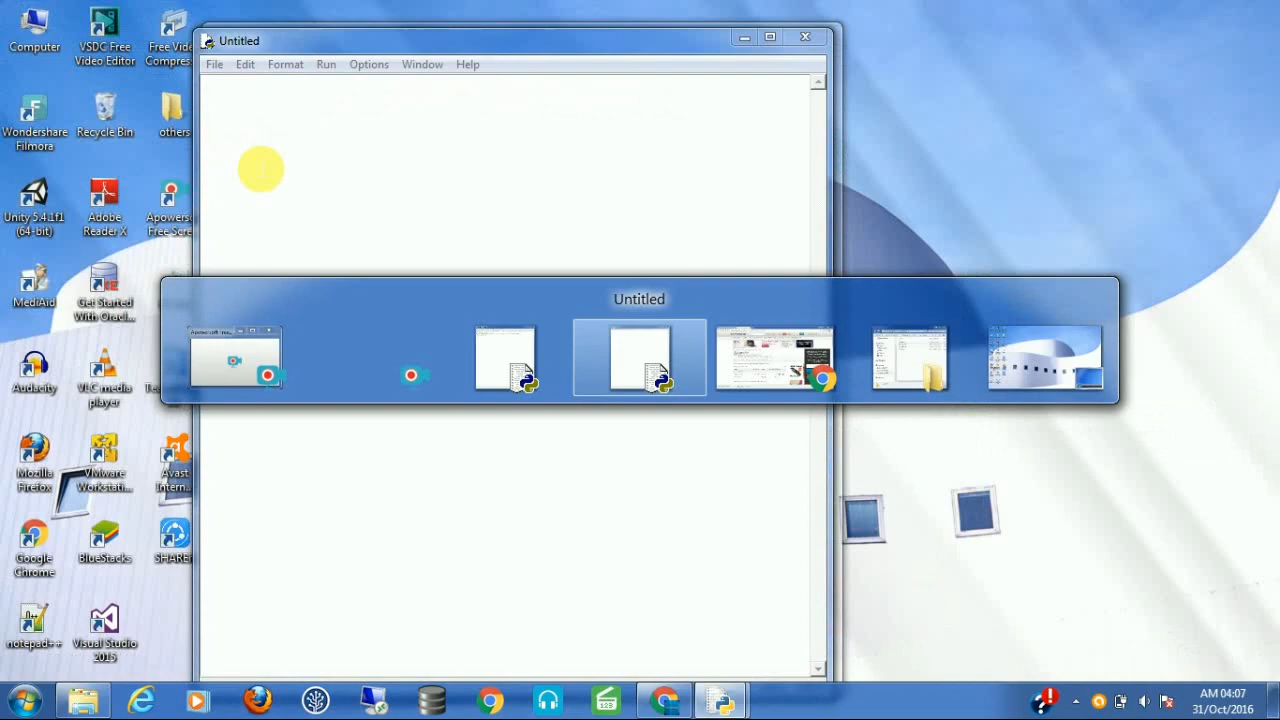 Computer
VSDC Free
Video Editor
Free Vide
Compres
Wondershare
Filmora
Recycle Bin
others
Unity 5.4.1f1
(64-bit)
Adobe
Reader X
Apowerso
Free Scre
MediAid
Get Started
With Oracl...
Audacity
VLC media
player
Te
Mozilla
Firefox
VMware
Workstati...
Avast
Intern..
Google
Chrome
BlueStacks
SHARE
notepad++
Visual Studio
2015
Untitled
File Edit Format Run Options Window Help
Untitled
123
AM 04:07
31/Oct/2016